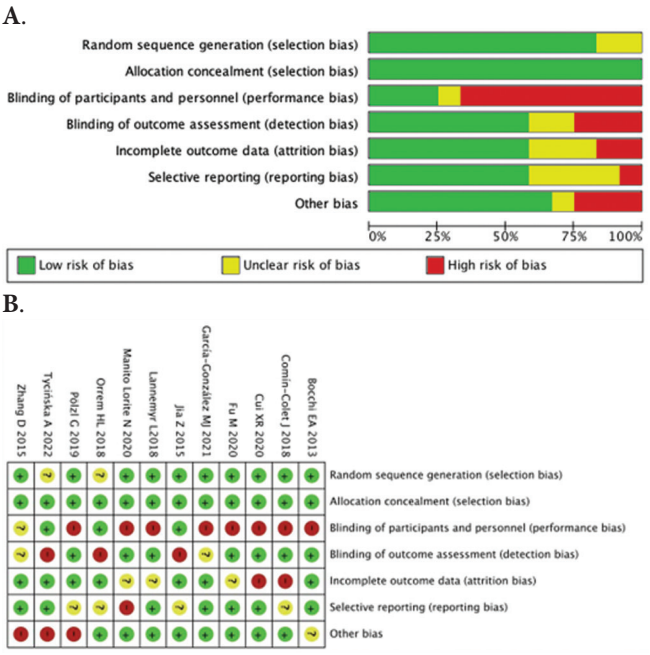 A.
Random sequence generation (selection bias)
Allocation concealment (selection bias)
Blinding of participants and personnel (performance bias)
Blinding of outcome assessment (detection bias)
Incomplete outcome data (attrition bias)
Selective reporting (reporting bias)
Other bias
0% 25% 50% 75% 100%
Low risk of bias Unclear risk of bias High risk of bias
B.
Zhang D 2015
Tycińska A 2022
Pölzl G 2019
Orrem HL 2018
Manito Lorite N 2020
Lannemyr L2018
Jia Z 2015
García-González MJ 2021
Fu M 2020
Cui XR 2020
Comín-Colet J 2018
Bocchi EA 2013
+ ? + ? + + + + + + + + Random sequence generation (selection bias)
+ + + + + + + + + + + + Allocation concealment (selection bias)
? + - + - - + - - - - - Blinding of participants and personnel (performance bias)
? - + - + + - ? + + + + Blinding of outcome assessment (detection bias)
+ + + + ? ? + + ? - - + Incomplete outcome data (attrition bias)
+ + ? ? - + ? + + + ? + Selective reporting (reporting bias)
- - - + + + + + + + + ? Other bias